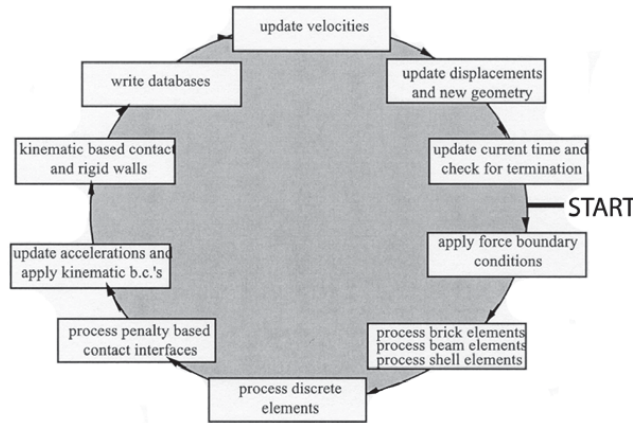 update velocities
update displacements
and new geometry
update current time and
check for termination
START
apply force boundary
conditions
process brick elements
process beam elements
process shell elements
process discrete
elements
process penalty based
contact interfaces
update accelerations and
apply kinematic b.c.'s
kinematic based contact
and rigid walls
write databases